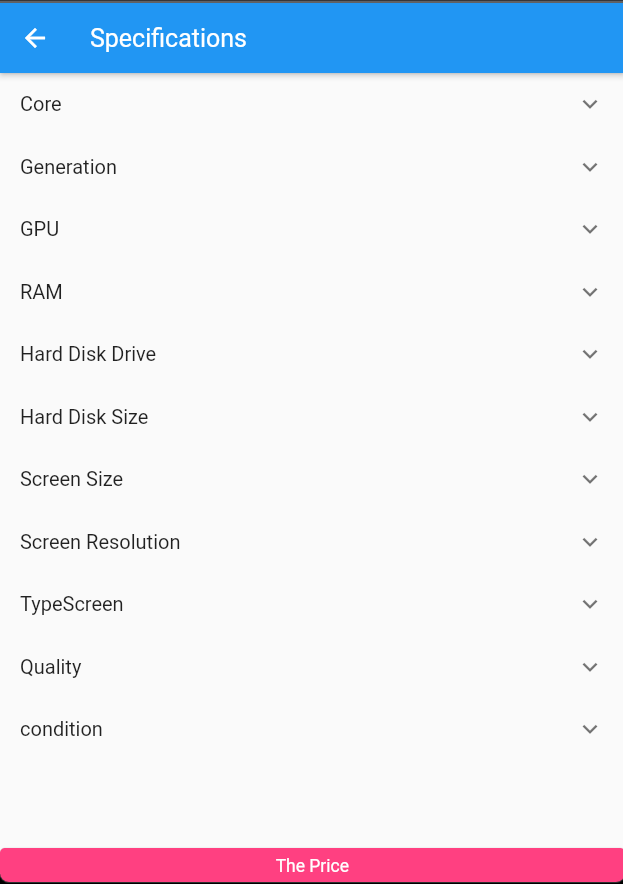 Specifications
Core
Generation
GPU
RAM
Hard Disk Drive
Hard Disk Size
Screen Size
Screen Resolution
TypeScreen
Quality
condition
The Price